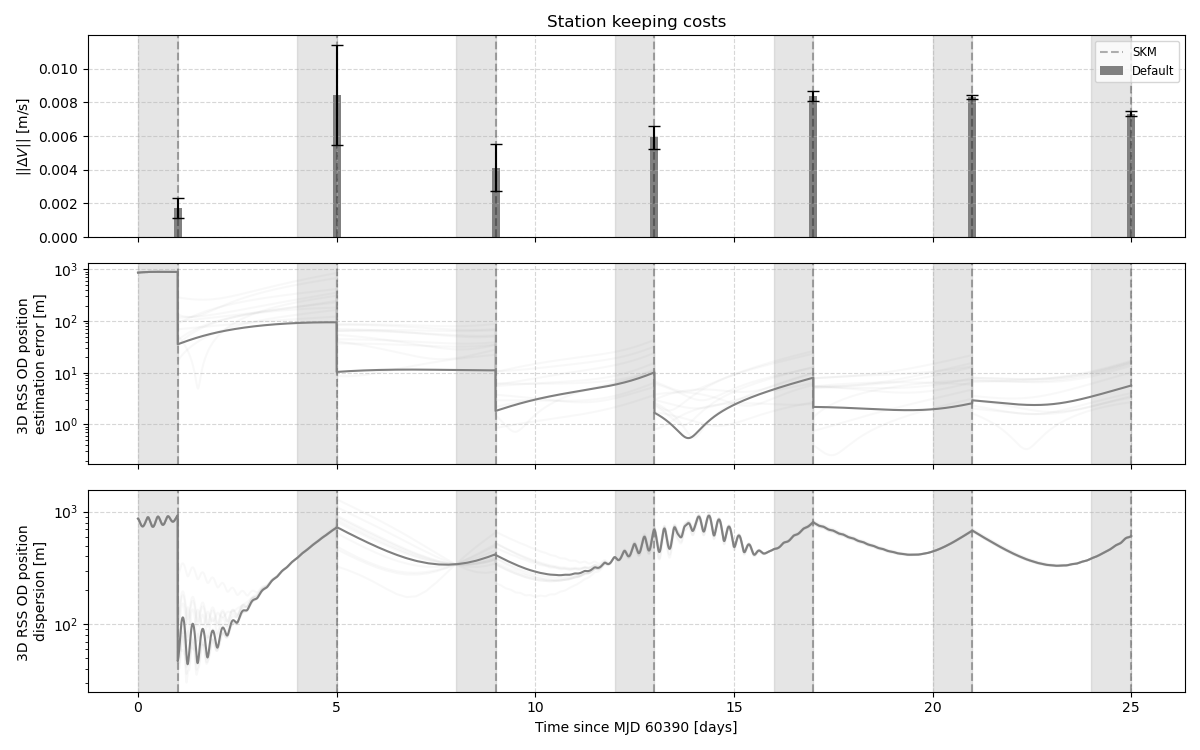 Station keeping costs
||ΔV|| [m/s]
0.010
0.008
0.006
0.004
0.002
0.000
SKM
Default
3D RSS OD position
estimation error [m]
10³
10²
10¹
10⁰
3D RSS OD position
dispersion [m]
10³
10²
0 5 10 15 20 25
Time since MJD 60390 [days]